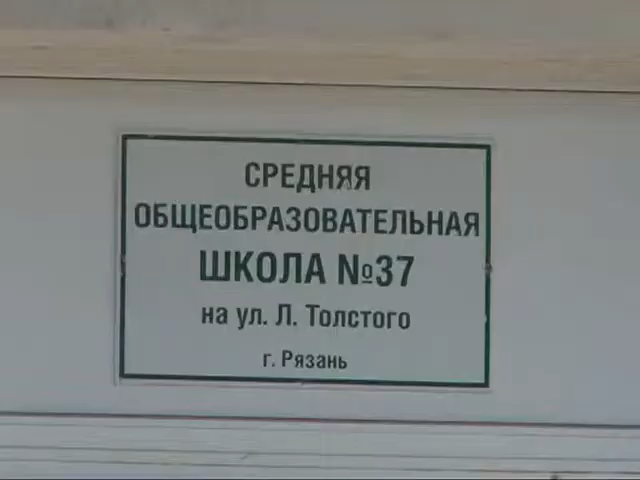 СРЕДНЯЯ
ОБЩЕОБРАЗОВАТЕЛЬНАЯ
ШКОЛА №37
на ул. Л. Толстого
г. Рязань